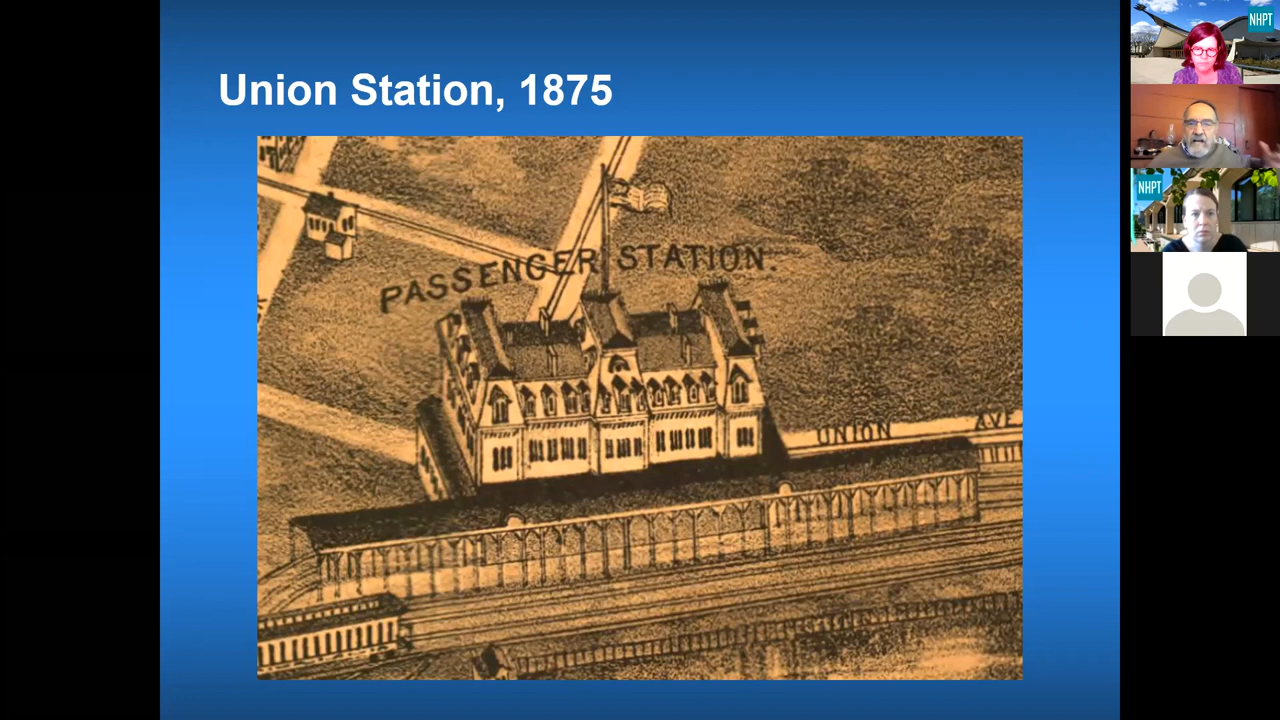 Union Station, 1875
PASSENGER STATION.
UNION AVE
NHPT
NHPT